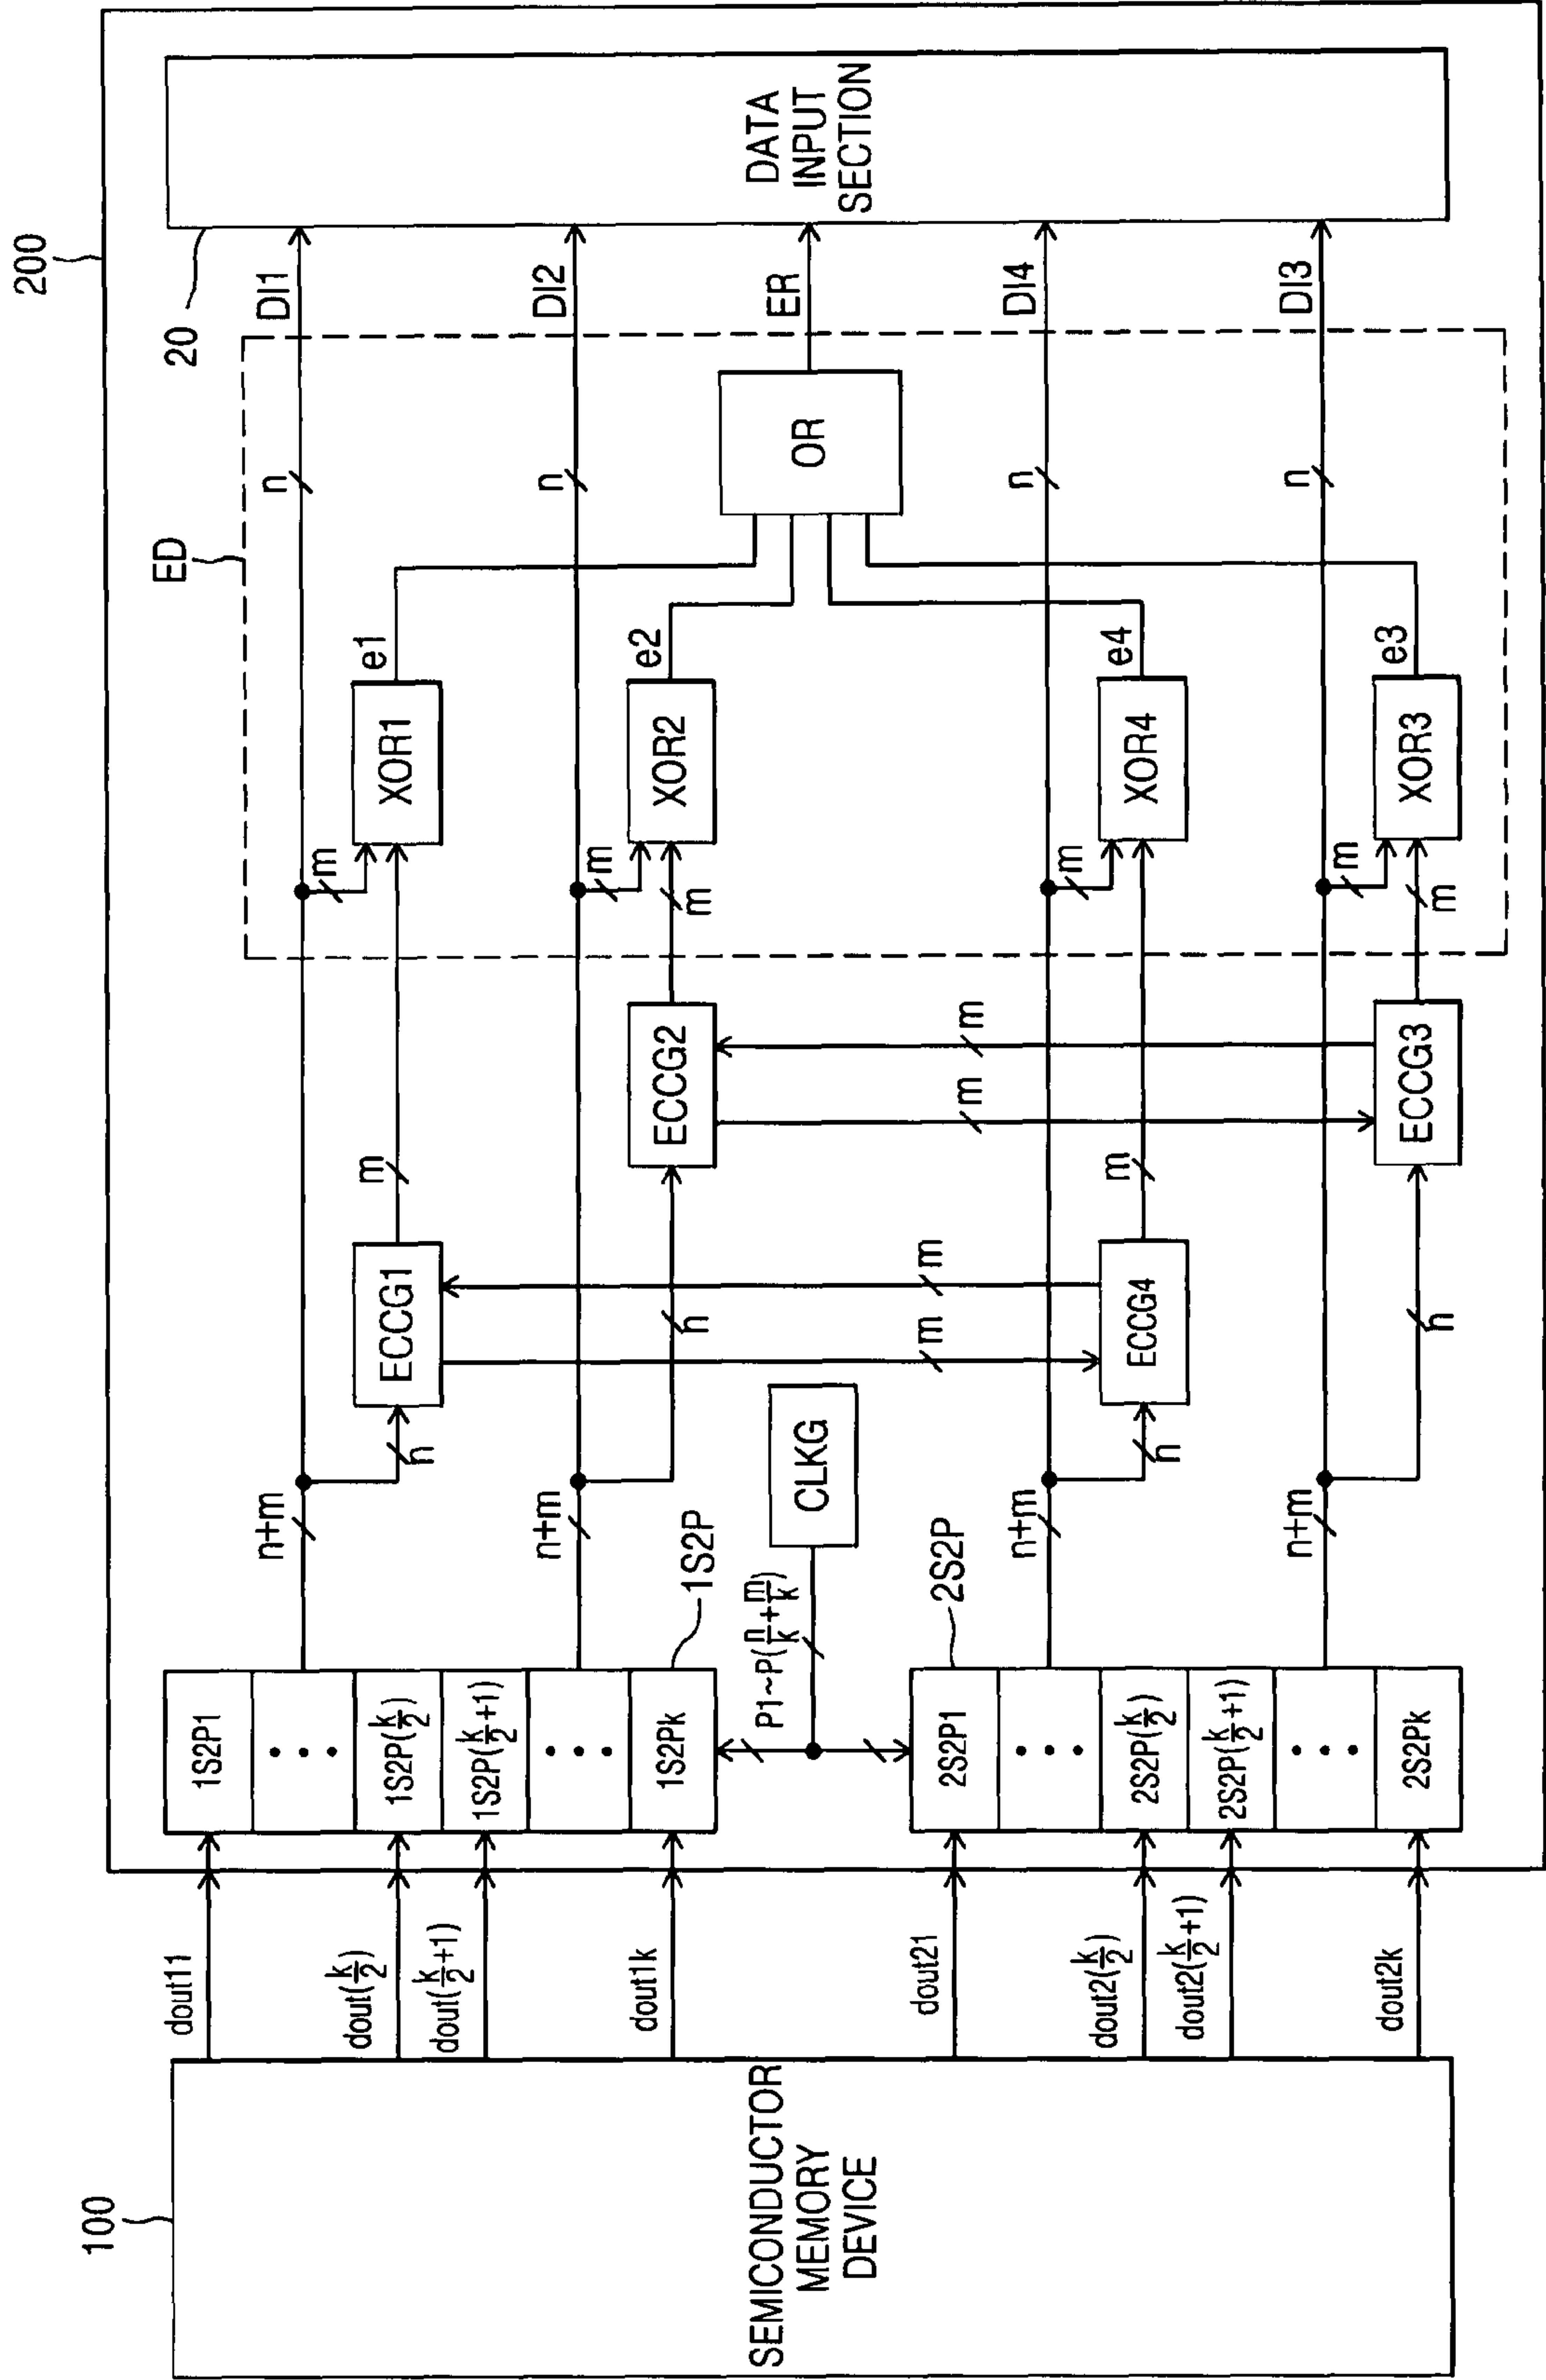 200
100
SEMICONDUCTOR
MEMORY
DEVICE
dout11
dout(k/2)
dout(k/2+1)
dout1k
dout21
dout2(k/2)
dout2(k/2+1)
dout2k
1S2P1
• • •
1S2P(k/2)
1S2P(k/2+1)
• • •
1S2Pk
1S2P
P1~P(n/k+m/k)
CLKG
2S2P
2S2P1
• • •
2S2P(k/2)
2S2P(k/2+1)
• • •
2S2Pk
n+m
n+m
n+m
n+m
n
n
n
n
ECCG1
ECCG2
ECCG4
ECCG3
m
m
m
m
m
m
m
m
ED
m
m
m
m
XOR1
XOR2
XOR4
XOR3
e1
e2
e4
e3
OR
n
n
n
n
DI1
DI2
ER
DI4
DI3
20
DATA
INPUT
SECTION